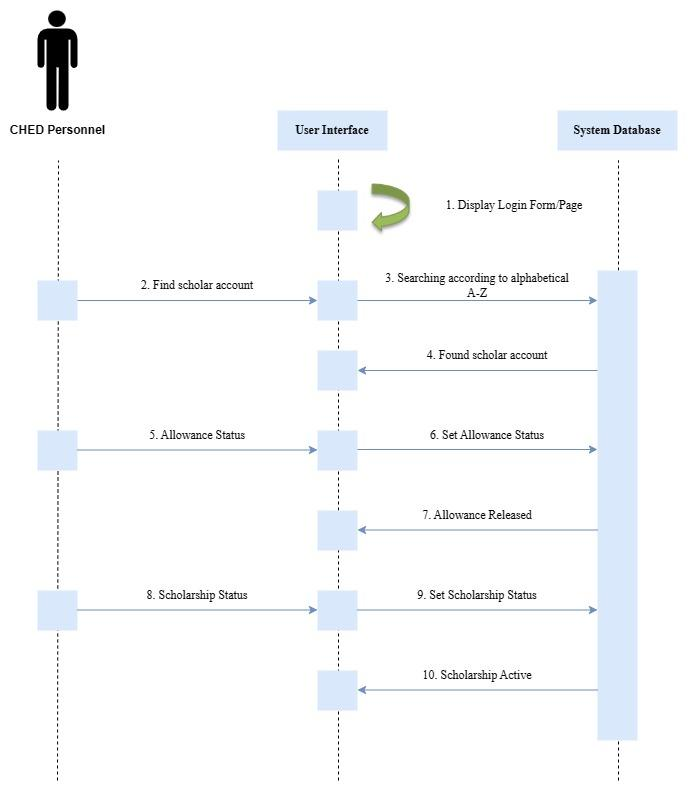 CHED Personnel
User Interface
System Database
1. Display Login Form/Page
2. Find scholar account
3. Searching according to alphabetical
A-Z
4. Found scholar account
5. Allowance Status
6. Set Allowance Status
7. Allowance Released
8. Scholarship Status
9. Set Scholarship Status
10. Scholarship Active